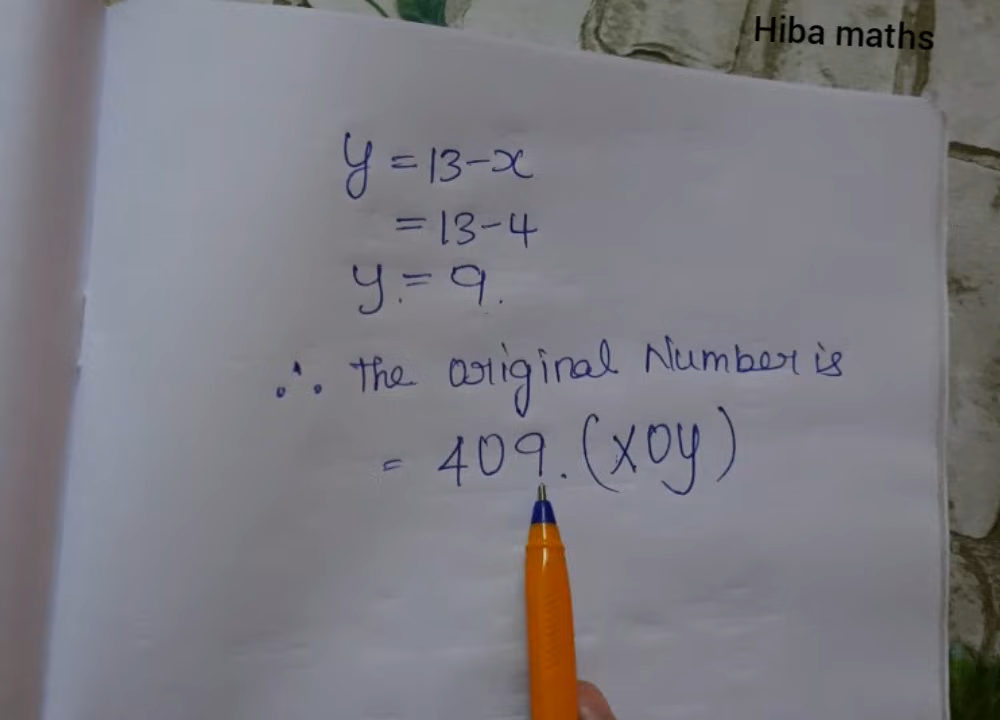 Hiba maths
y = 13-x
= 13-4
y = 9.
∴ the original Number is
= 409. (x0y)